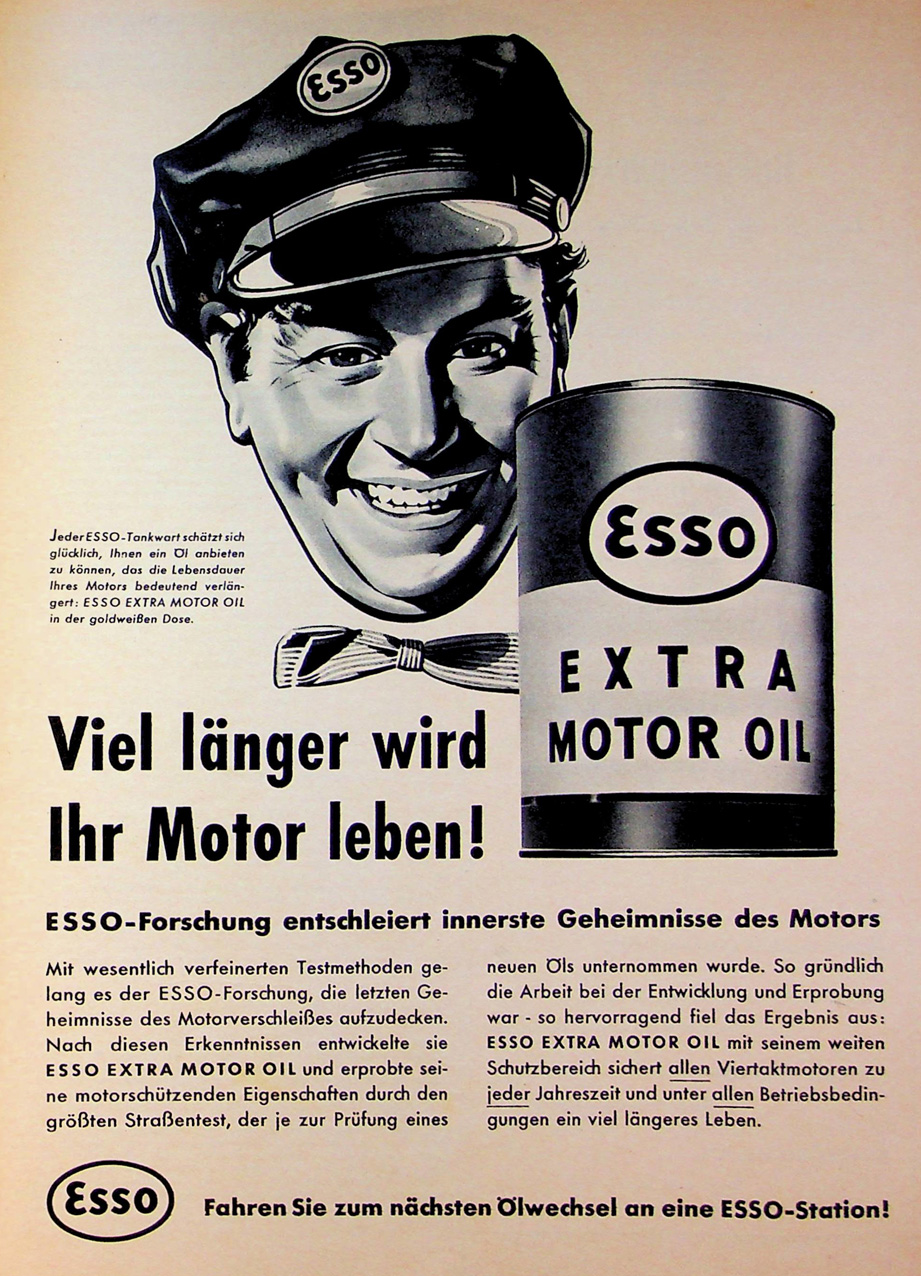 ESSO
Jeder ESSO-Tankwart schätzt sich
glücklich, Ihnen ein Öl anbieten
zu können, das die Lebensdauer
Ihres Motors bedeutend verlän-
gert: ESSO EXTRA MOTOR OIL
in der goldweißen Dose.
Esso
EXTRA
MOTOR OIL
Viel länger wird
Ihr Motor leben!
ESSO-Forschung entschleiert innerste Geheimnisse des Motors
Mit wesentlich verfeinerten Testmethoden ge-
lang es der ESSO-Forschung, die letzten Ge-
heimnisse des Motorverschleißes aufzudecken.
Nach diesen Erkenntnissen entwickelte sie
ESSO EXTRA MOTOR OIL und erprobte sei-
ne motorschützenden Eigenschaften durch den
größten Straßentest, der je zur Prüfung eines
neuen Öls unternommen wurde. So gründlich
die Arbeit bei der Entwicklung und Erprobung
war - so hervorragend fiel das Ergebnis aus:
ESSO EXTRA MOTOR OIL mit seinem weiten
Schutzbereich sichert allen Viertaktmotoren zu
jeder Jahreszeit und unter allen Betriebsbedin-
gungen ein viel längeres Leben.
Esso
Fahren Sie zum nächsten Ölwechsel an eine ESSO-Station!